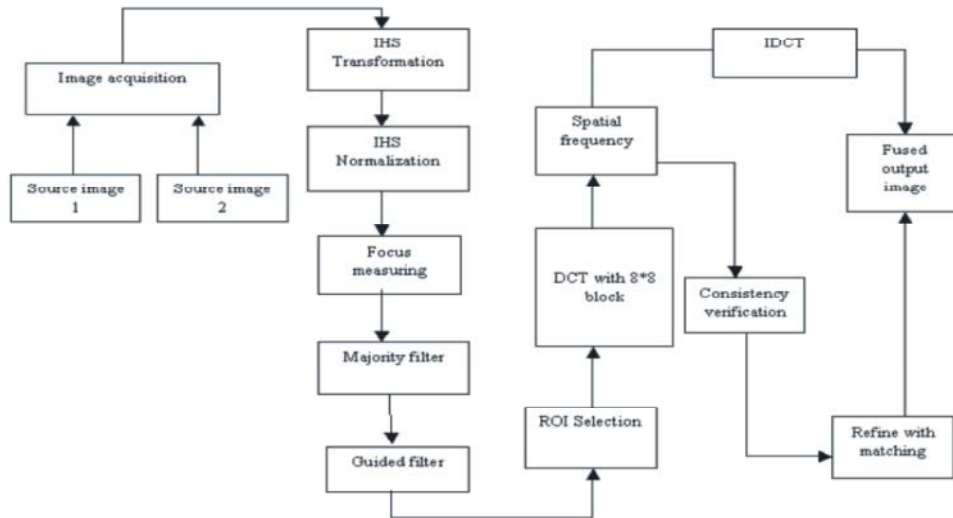 Source image
1
Source image
2
Image acquisition
IHS
Transformation
IHS
Normalization
Focus
measuring
Majority filter
Guided filter
ROI Selection
DCT with 8*8
block
Spatial
frequency
IDCT
Consistency
verification
Refine with
matching
Fused
output
image